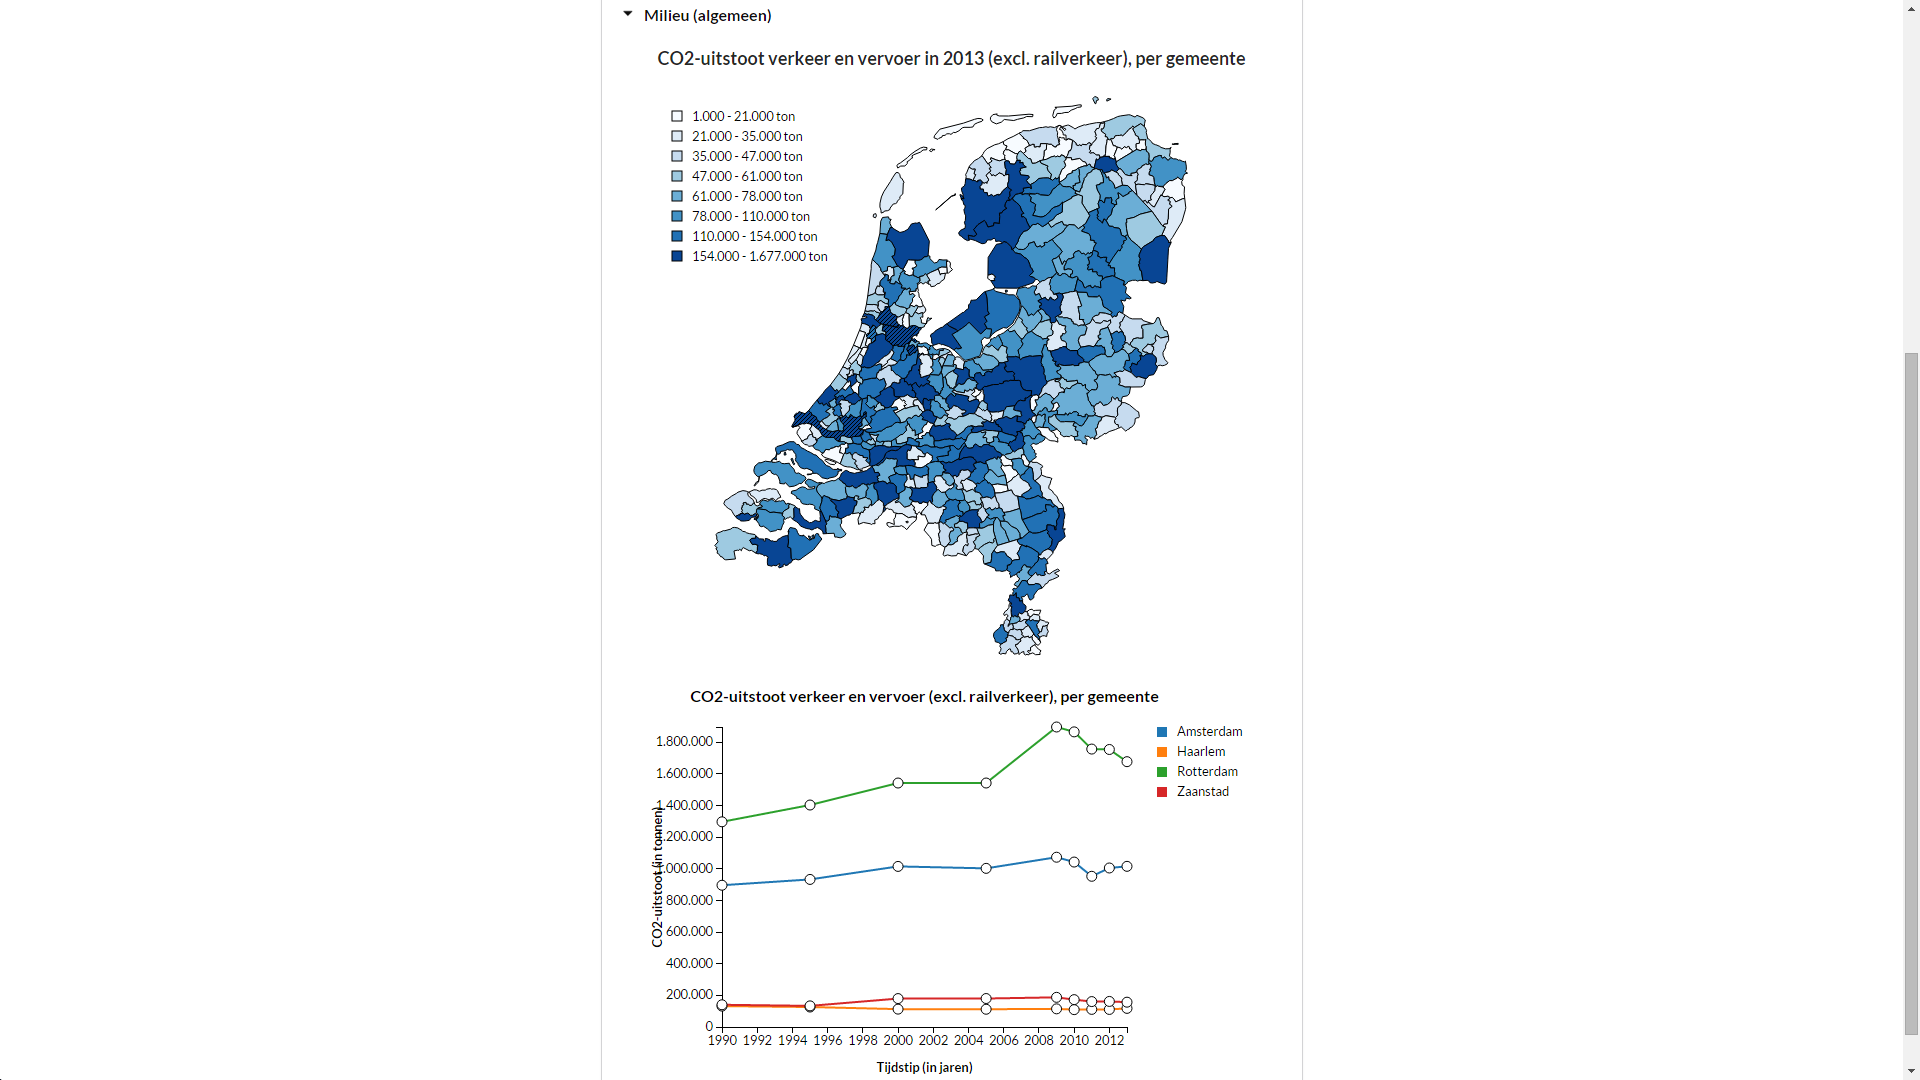 Milieu (algemeen)
CO2-uitstoot verkeer en vervoer in 2013 (excl. railverkeer), per gemeente
1.000 - 21.000 ton
21.000 - 35.000 ton
35.000 - 47.000 ton
47.000 - 61.000 ton
61.000 - 78.000 ton
78.000 - 110.000 ton
110.000 - 154.000 ton
154.000 - 1.677.000 ton
CO2-uitstoot verkeer en vervoer (excl. railverkeer), per gemeente
1.800.000
1.600.000
1.400.000
1.200.000
1.000.000
800.000
600.000
400.000
200.000
0
CO2-uitstoot (in tonnen)
1990 1992 1994 1996 1998 2000 2002 2004 2006 2008 2010 2012
Tijdstip (in jaren)
Amsterdam
Haarlem
Rotterdam
Zaanstad